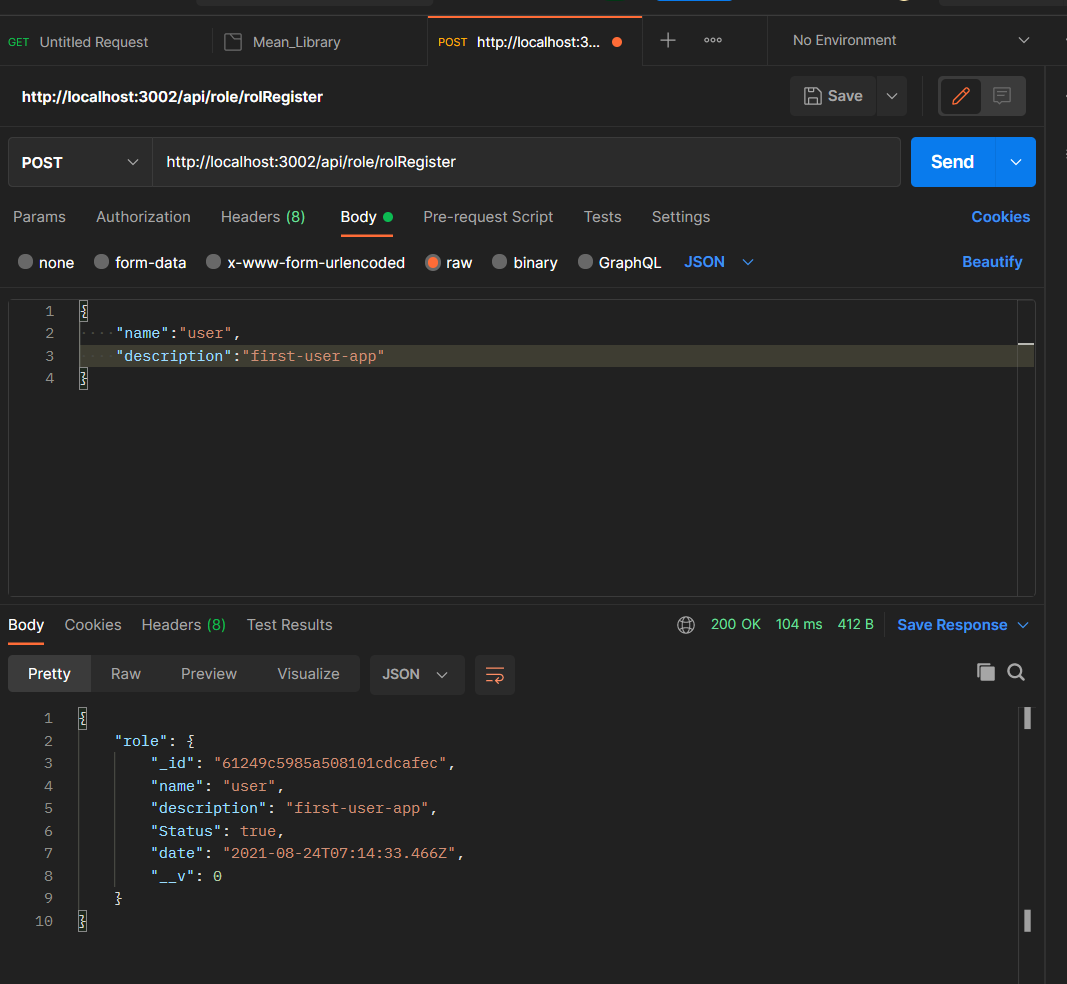 GET Untitled Request Mean_Library POST http://localhost:3... No Environment
http://localhost:3002/api/role/rolRegister Save
POST http://localhost:3002/api/role/rolRegister Send
Params Authorization Headers (8) Body Pre-request Script Tests Settings Cookies
none form-data x-www-form-urlencoded raw binary GraphQL JSON Beautify
1 {
2 "name":"user",
3 "description":"first-user-app"
4 }
Body Cookies Headers (8) Test Results 200 OK 104 ms 412 B Save Response
Pretty Raw Preview Visualize JSON
1 {
2 "role": {
3 "_id": "61249c5985a508101cdcafec",
4 "name": "user",
5 "description": "first-user-app",
6 "Status": true,
7 "date": "2021-08-24T07:14:33.466Z",
8 "__v": 0
9 }
10 }